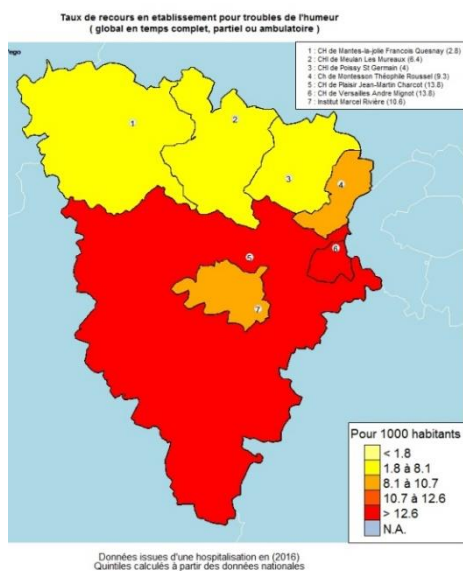 Taux de recours en etablissement pour troubles de l'humeur
( global en temps complet, partiel ou ambulatoire )
1 : CH de Mantes-la-jolie Francois Quesnay (2.8)
2 : CHI de Meulan Les Mureaux (6.4)
3 : CHI de Poissy St Germain (4)
4 : Ch de Montesson Théophile Roussel (9.3)
5 : CH de Plaisir Jean-Martin Charcot (13.8)
6 : CH de Versailles Andre Mignot (13.8)
7 : Institut Marcel Rivière (10.6)
1
2
3
4
6
5
7
Pour 1000 habitants
< 1.8
1.8 à 8.1
8.1 à 10.7
10.7 à 12.6
> 12.6
N.A.
Données issues d'une hospitalisation en (2016)
Quintiles calculés à partir des données nationales